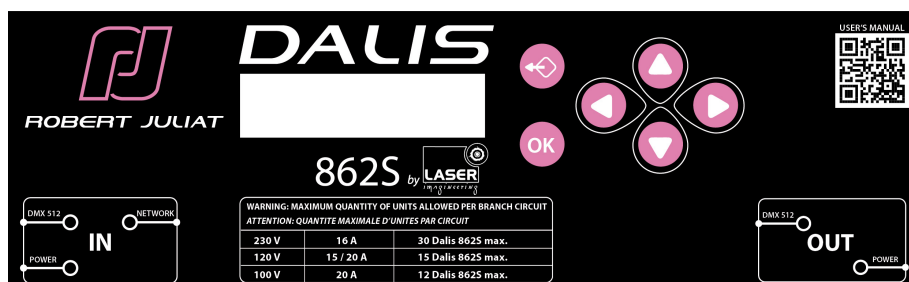 DALIS
USER'S MANUAL
ROBERT JULIAT
OK
862S by LASER
imagineering
WARNING: MAXIMUM QUANTITY OF UNITS ALLOWED PER BRANCH CIRCUIT
ATTENTION: QUANTITE MAXIMALE D'UNITES PAR CIRCUIT
230 V 16 A 30 Dalis 862S max.
120 V 15 / 20 A 15 Dalis 862S max.
100 V 20 A 12 Dalis 862S max.
DMX 512 NETWORK
IN
POWER
DMX 512
OUT
POWER